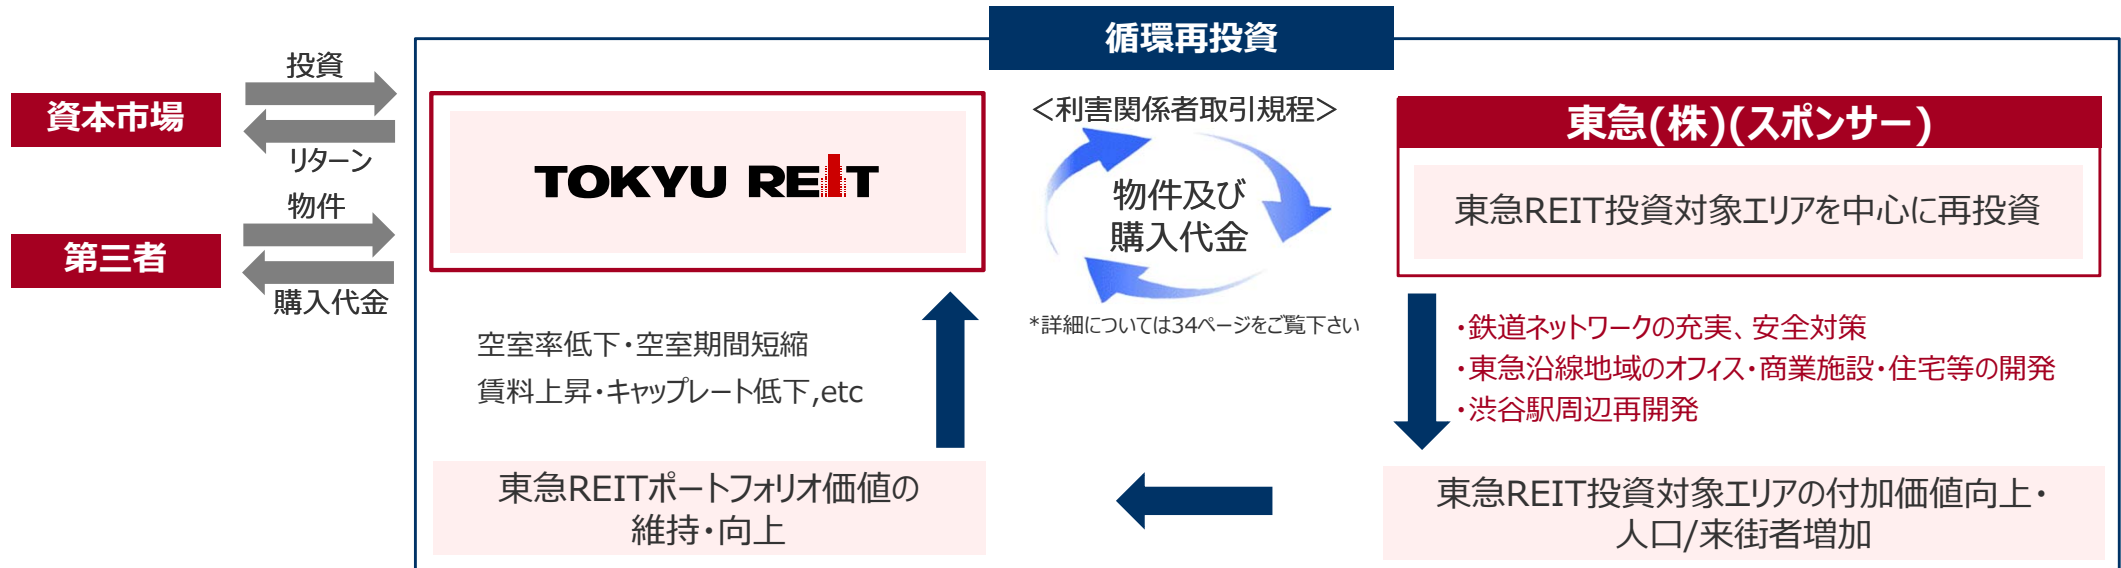 循環再投資
投資
資本市場
リターン
物件
第三者
購入代金
TOKYU REIT
<利害関係者取引規程>
物件及び
購入代金
*詳細については34ページをご覧下さい
東急(株)(スポンサー)
東急REIT投資対象エリアを中心に再投資
・鉄道ネットワークの充実、安全対策
・東急沿線地域のオフィス・商業施設・住宅等の開発
・渋谷駅周辺再開発
空室率低下・空室期間短縮
賃料上昇・キャップレート低下,etc
東急REITポートフォリオ価値の
維持・向上
東急REIT投資対象エリアの付加価値向上・
人口/来街者増加